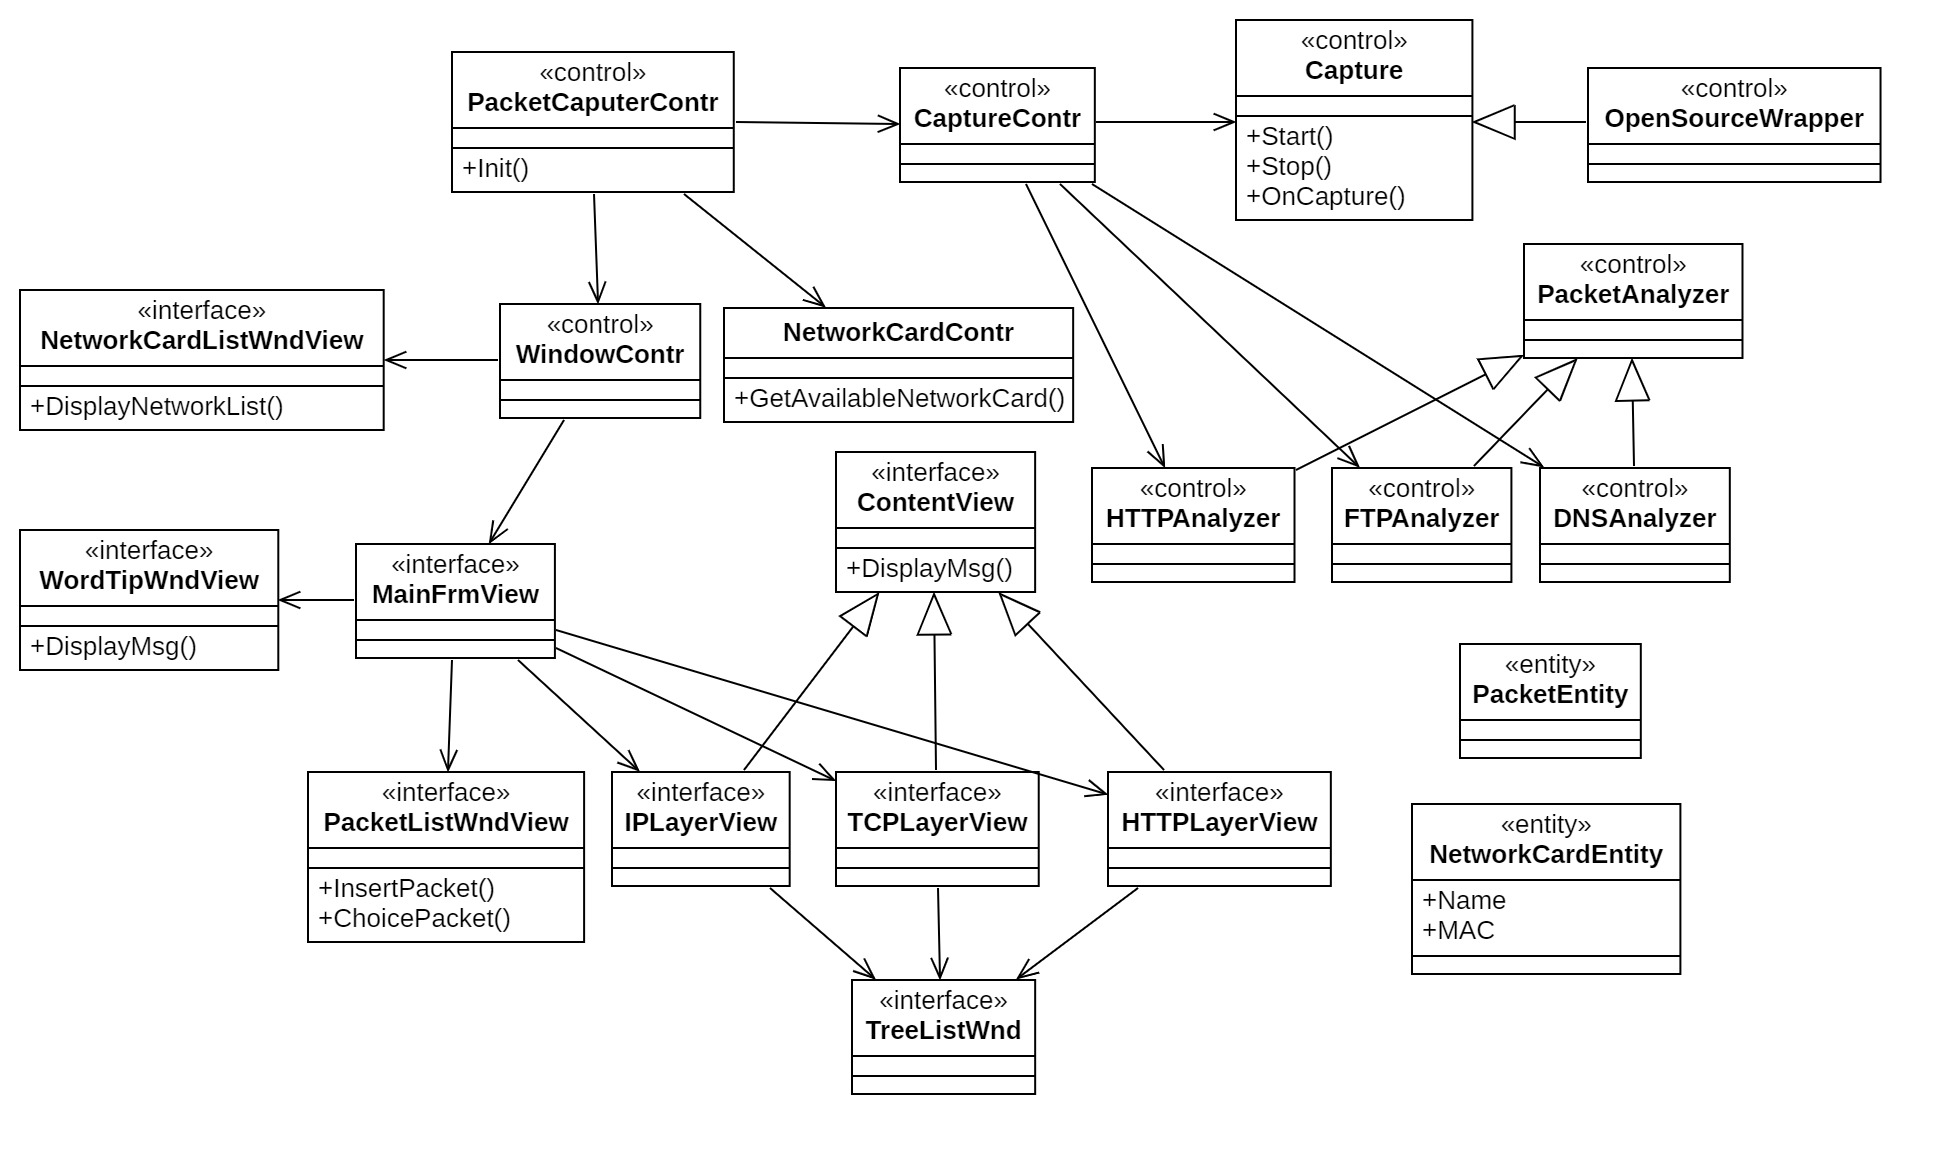 «control»
PacketCaputerContr
+Init()
«control»
CaptureContr
«control»
Capture
+Start()
+Stop()
+OnCapture()
«control»
OpenSourceWrapper
«interface»
NetworkCardListWndView
+DisplayNetworkList()
«control»
WindowContr
NetworkCardContr
+GetAvailableNetworkCard()
«control»
PacketAnalyzer
«interface»
WordTipWndView
+DisplayMsg()
«interface»
MainFrmView
«interface»
ContentView
+DisplayMsg()
«control»
HTTPAnalyzer
«control»
FTPAnalyzer
«control»
DNSAnalyzer
«entity»
PacketEntity
«interface»
PacketListWndView
+InsertPacket()
+ChoicePacket()
«interface»
IPLayerView
«interface»
TCPLayerView
«interface»
HTTPLayerView
«entity»
NetworkCardEntity
+Name
+MAC
«interface»
TreeListWnd